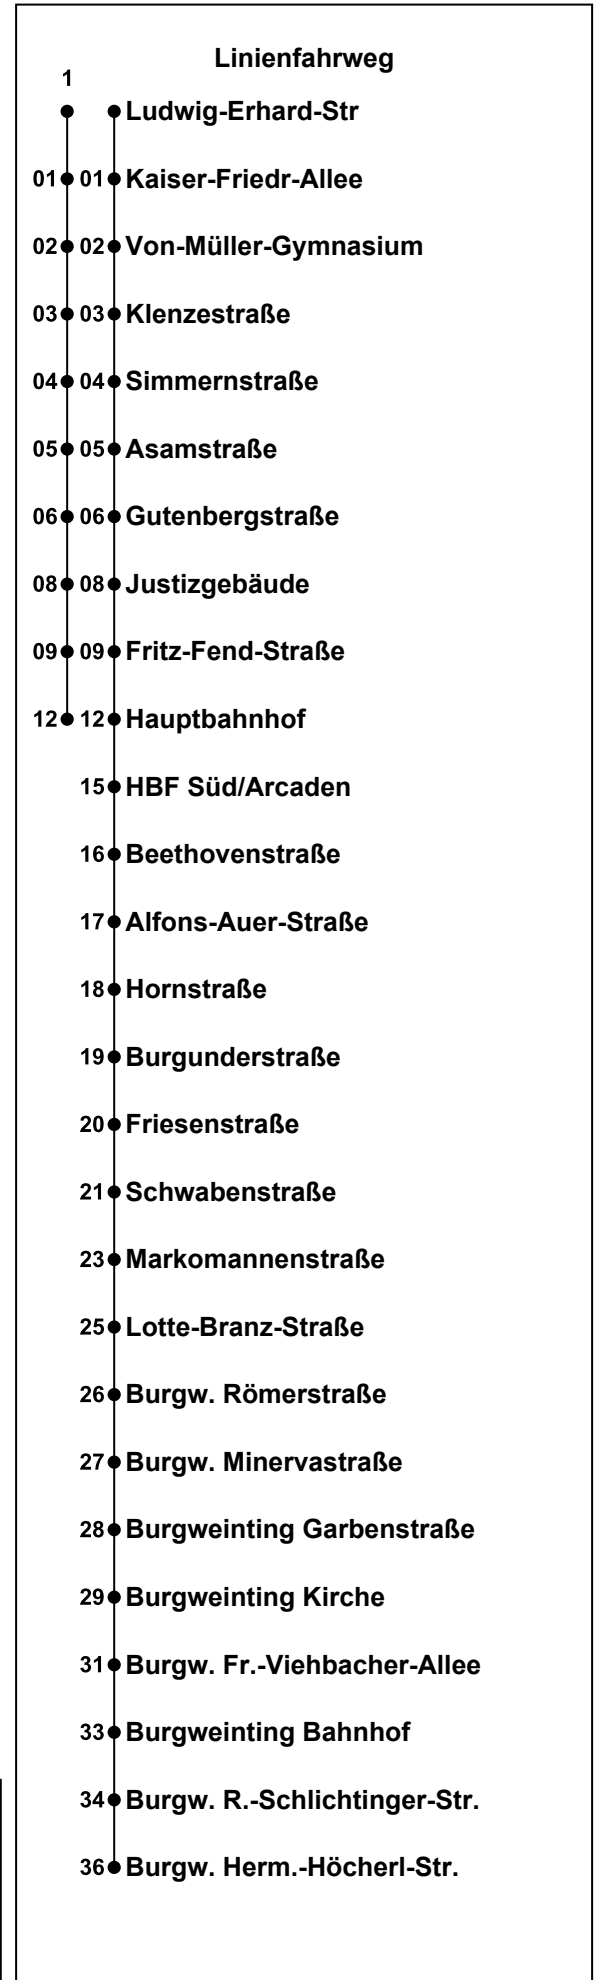 Linienfahrweg
1
Ludwig-Erhard-Str
01 01 Kaiser-Friedr-Allee
02 02 Von-Müller-Gymnasium
03 03 Klenzestraße
04 04 Simmernstraße
05 05 Asamstraße
06 06 Gutenbergstraße
08 08 Justizgebäude
09 09 Fritz-Fend-Straße
12 12 Hauptbahnhof
15 HBF Süd/Arcaden
16 Beethovenstraße
17 Alfons-Auer-Straße
18 Hornstraße
19 Burgunderstraße
20 Friesenstraße
21 Schwabenstraße
23 Markomannenstraße
25 Lotte-Branz-Straße
26 Burgw. Römerstraße
27 Burgw. Minervastraße
28 Burgweinting Garbenstraße
29 Burgweinting Kirche
31 Burgw. Fr.-Viehbacher-Allee
33 Burgweinting Bahnhof
34 Burgw. R.-Schlichtinger-Str.
36 Burgw. Herm.-Höcherl-Str.